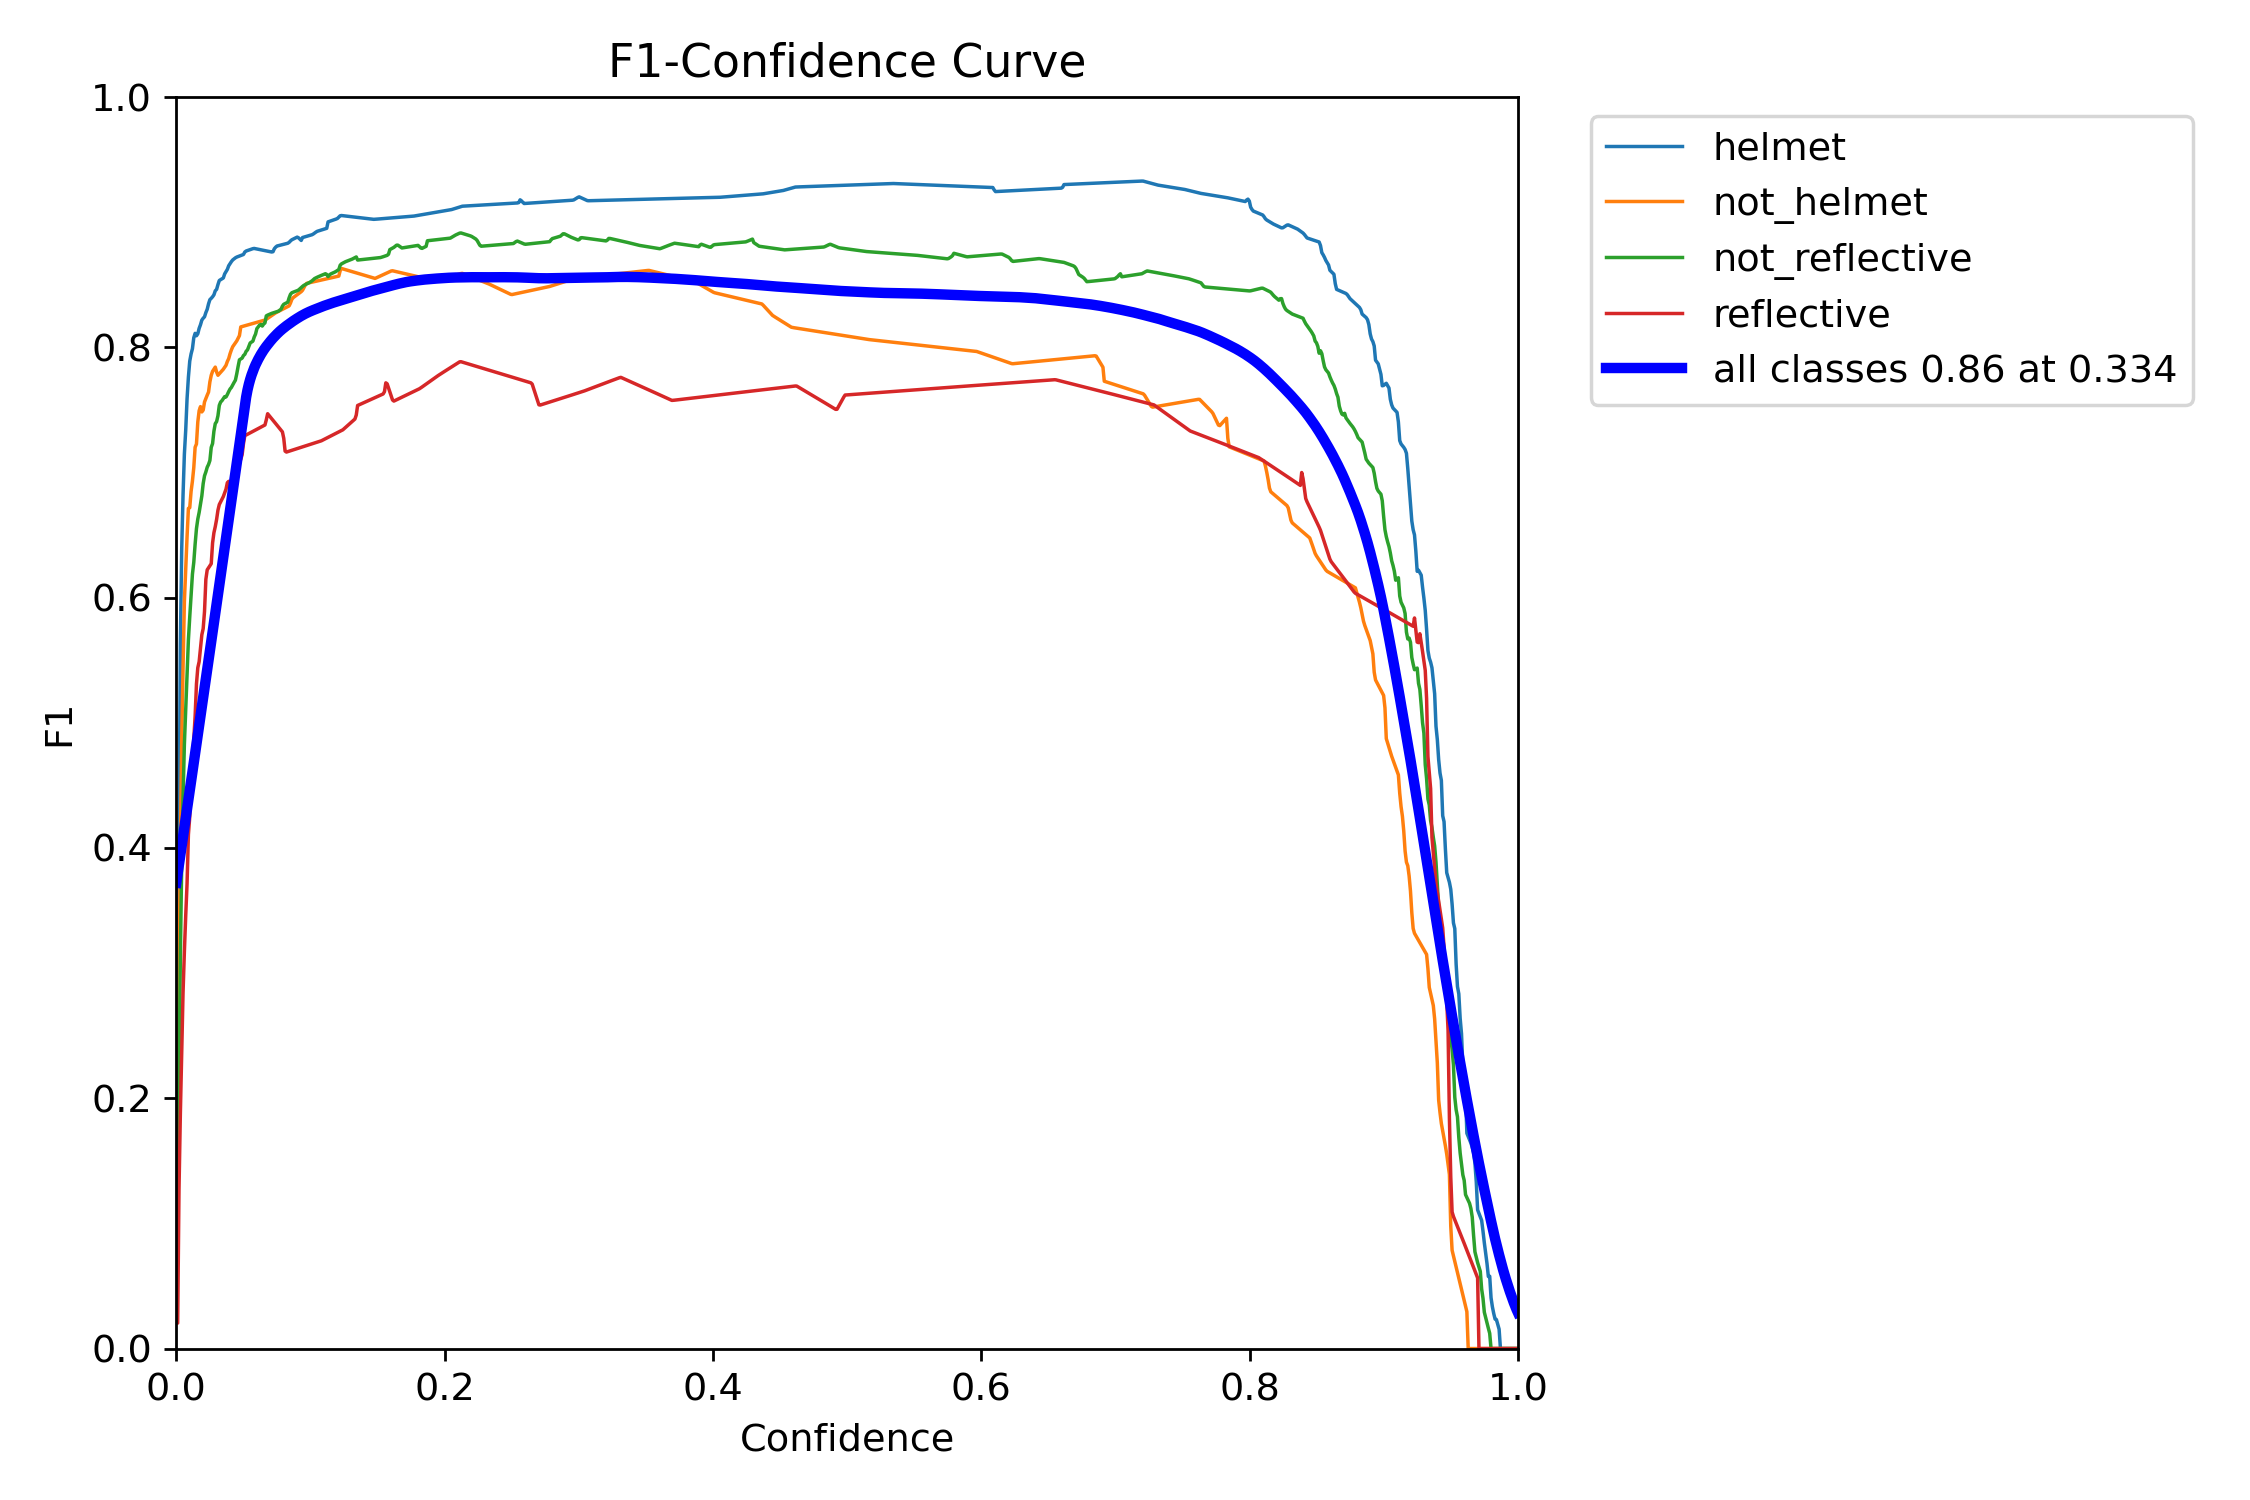 F1-Confidence Curve
1.0
0.8
0.6
0.4
0.2
0.0
F1
0.0 0.2 0.4 0.6 0.8 1.0
Confidence
helmet
not_helmet
not_reflective
reflective
all classes 0.86 at 0.334